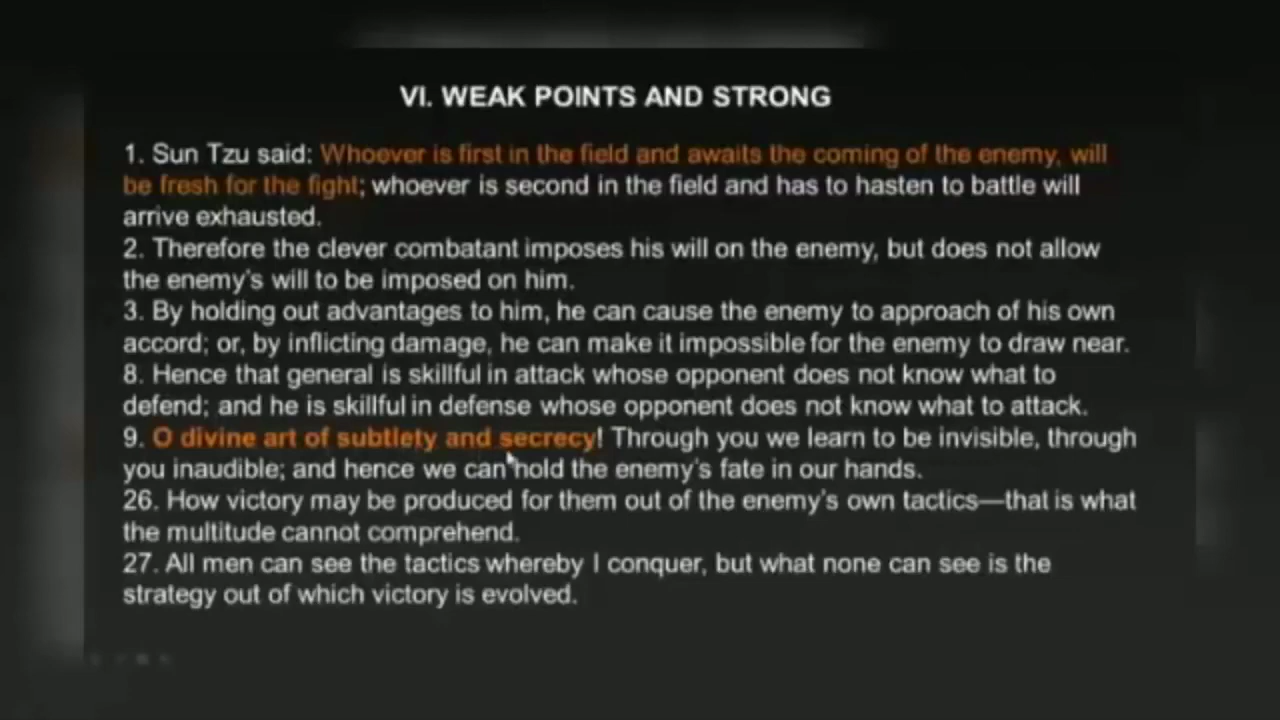 VI. WEAK POINTS AND STRONG
1. Sun Tzu said: Whoever is first in the field and awaits the coming of the enemy, will
be fresh for the fight; whoever is second in the field and has to hasten to battle will
arrive exhausted.
2. Therefore the clever combatant imposes his will on the enemy, but does not allow
the enemy's will to be imposed on him.
3. By holding out advantages to him, he can cause the enemy to approach of his own
accord; or, by inflicting damage, he can make it impossible for the enemy to draw near.
8. Hence that general is skillful in attack whose opponent does not know what to
defend; and he is skillful in defense whose opponent does not know what to attack.
9. O divine art of subtlety and secrecy! Through you we learn to be invisible, through
you inaudible; and hence we can hold the enemy's fate in our hands.
26. How victory may be produced for them out of the enemy's own tactics—that is what
the multitude cannot comprehend.
27. All men can see the tactics whereby I conquer, but what none can see is the
strategy out of which victory is evolved.